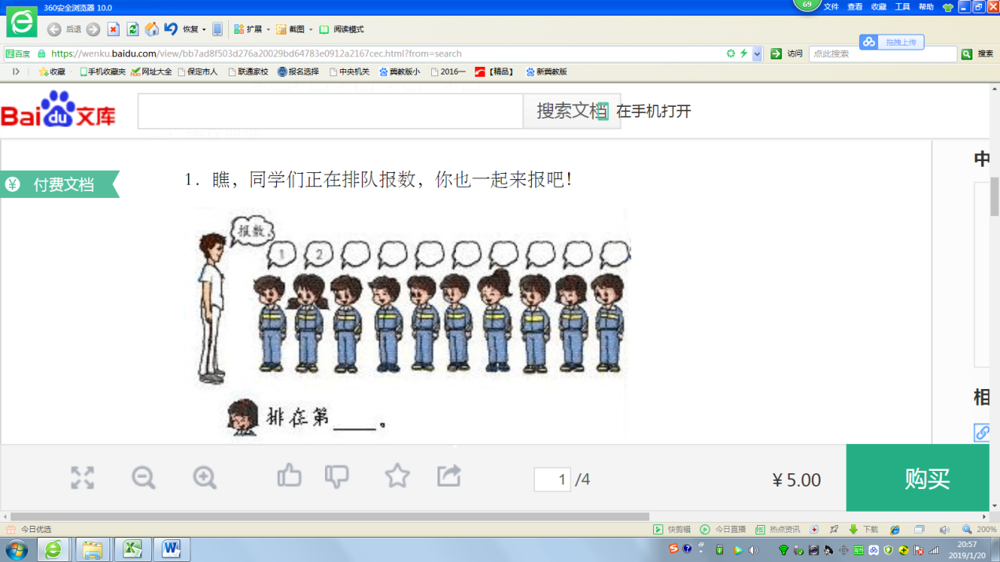 360安全浏览器 10.0
69
文件 查看 收藏 工具 帮助
后退 恢复 扩展 截图 阅读模式
拖拽上传
百度 https://wenku.baidu.com/view/bb7ad8f503d276a20029bd64783e0912a2167cec.html?from=search 访问 点此搜索 搜索
收藏 手机收藏夹 网址大全 保定市人 联通家校 报名选择 中央机关 冀教版小 2016一 【精品】 新冀教版
Bai du 文库
搜索文档 在手机打开
中
¥ 付费文档
1. 瞧，同学们正在排队报数，你也一起来报吧！
报数。
1 2
排在第____。
相
1 /4
¥ 5.00
购买
今日优选 快剪辑 今日直播 热点资讯 下载 200%
20:57
2019/1/20